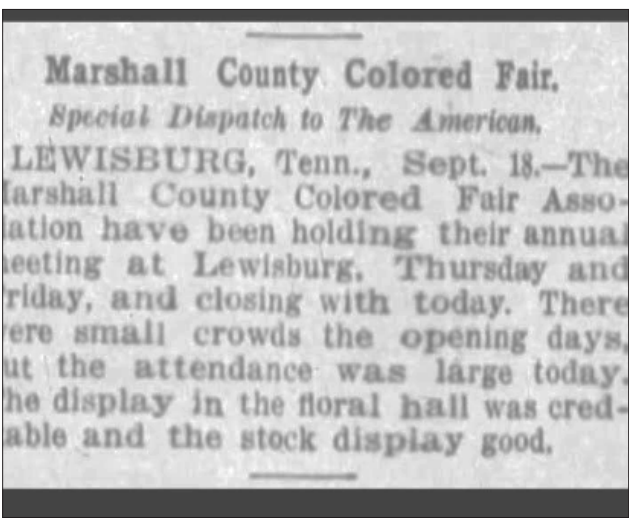 Marshall County Colored Fair.
Special Dispatch to The American.
LEWISBURG, Tenn., Sept. 18.—The
arshall County Colored Fair Asso-
iation have been holding their annual
eeting at Lewisburg, Thursday and
riday, and closing with today. There
ere small crowds the opening days,
ut the attendance was large today.
he display in the floral hall was cred-
able and the stock display good.